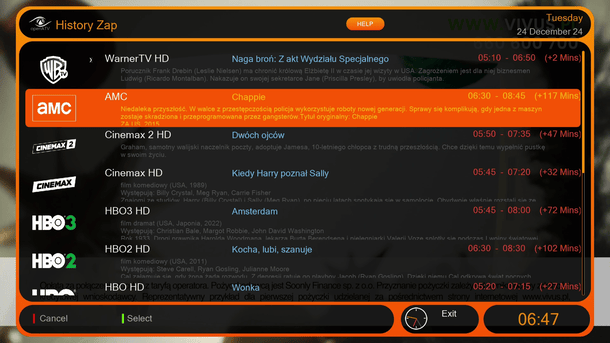 History Zap
HELP
Tuesday
24 December 24
WarnerTV HD Naga broń: Z akt Wydziału Specjalnego 05:10 - 06:50 (+2 Mins)
Porucznik Frank Drebin (Leslie Nielsen) ma chronić królową Elżbietę II w czasie jej wizyty w USA. Zagrożeniem jest dla niej biznesmen
Ludwig (Ricardo Montalban). Nakazuje on swojej sekretarce Jane (Priscilla Presley), by uwiodła policjanta.
AMC Chappie 06:30 - 08:45 (+117 Mins)
Niedaleka przyszłość. W walce z przestępczością policja wykorzystuje roboty nowej generacji. Sprawy się komplikują, gdy jedna z maszyn
zostaje skradziona i przeprogramowana przez gangsterów.Tytuł oryginalny: Chappie
Cinemax 2 HD Dwóch ojców 05:50 - 07:35 (+47 Mins)
Graham, samotny walijski naczelnik poczty, adoptuje Jamesa, 10-letniego chłopca z trudną przeszłością. Chce dzięki temu wypełnić pustkę
w swoim życiu.
Cinemax HD Kiedy Harry poznał Sally 05:45 - 07:20 (+32 Mins)
film komediowy (USA, 1989)
Występują: Billy Crystal, Meg Ryan, Carrie Fisher
HBO3 HD Amsterdam 05:45 - 08:00 (+72 Mins)
film dramat (USA, Japonia, 2022)
Występują: Christian Bale, Margot Robbie, John David Washington
HBO2 HD Kocha, lubi, szanuje 06:30 - 08:30 (+102 Mins)
film komediowy (USA, 2011)
Występują: Steve Carell, Ryan Gosling, Julianne Moore
HBO HD Wonka 05:20 - 07:15 (+27 Mins)
Cancel
Select
Exit
06:47